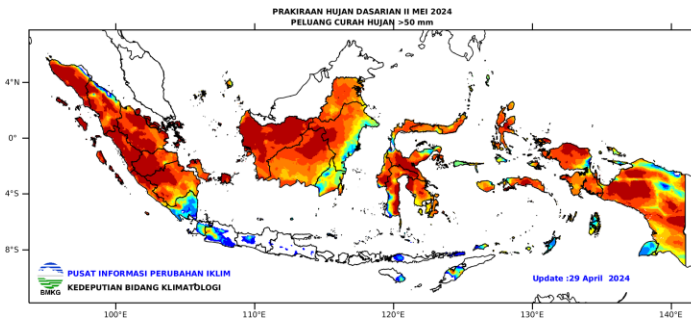 PRAKIRAAN HUJAN DASARIAN II MEI 2024
PELUANG CURAH HUJAN >50 mm
4°N
0°
4°S
8°S
PUSAT INFORMASI PERUBAHAN IKLIM
KEDEPUTIAN BIDANG KLIMATOLOGI
BMKG
Update :29 April 2024
100°E
110°E
120°E
130°E
140°E